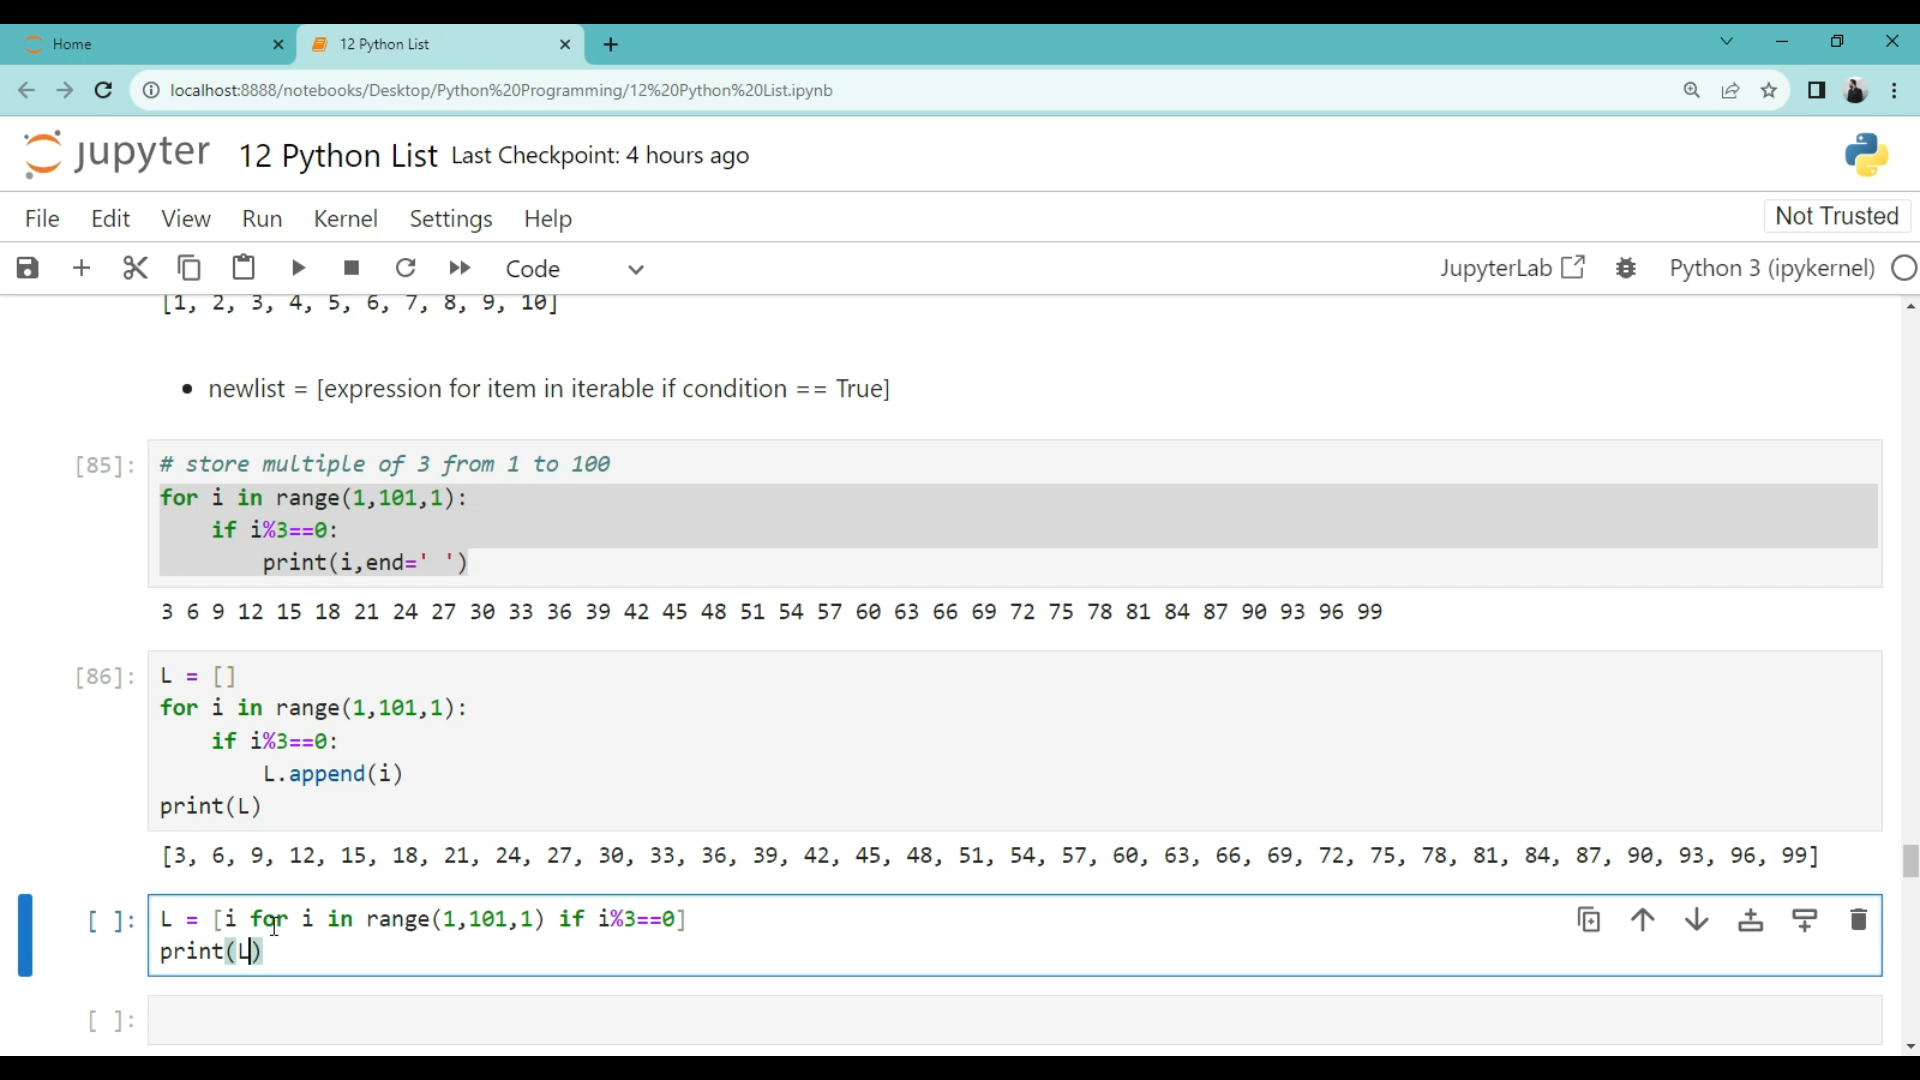 Home
12 Python List
localhost:8888/notebooks/Desktop/Python%20Programming/12%20Python%20List.ipynb
jupyter 12 Python List Last Checkpoint: 4 hours ago
File Edit View Run Kernel Settings Help Not Trusted
Code JupyterLab Python 3 (ipykernel)
[1, 2, 3, 4, 5, 6, 7, 8, 9, 10]
• newlist = [expression for item in iterable if condition == True]
[85]: # store multiple of 3 from 1 to 100
for i in range(1,101,1):
    if i%3==0:
        print(i,end=' ')
3 6 9 12 15 18 21 24 27 30 33 36 39 42 45 48 51 54 57 60 63 66 69 72 75 78 81 84 87 90 93 96 99
[86]: L = []
for i in range(1,101,1):
    if i%3==0:
        L.append(i)
print(L)
[3, 6, 9, 12, 15, 18, 21, 24, 27, 30, 33, 36, 39, 42, 45, 48, 51, 54, 57, 60, 63, 66, 69, 72, 75, 78, 81, 84, 87, 90, 93, 96, 99]
[ ]: L = [i for i in range(1,101,1) if i%3==0]
print(L)
[ ]: